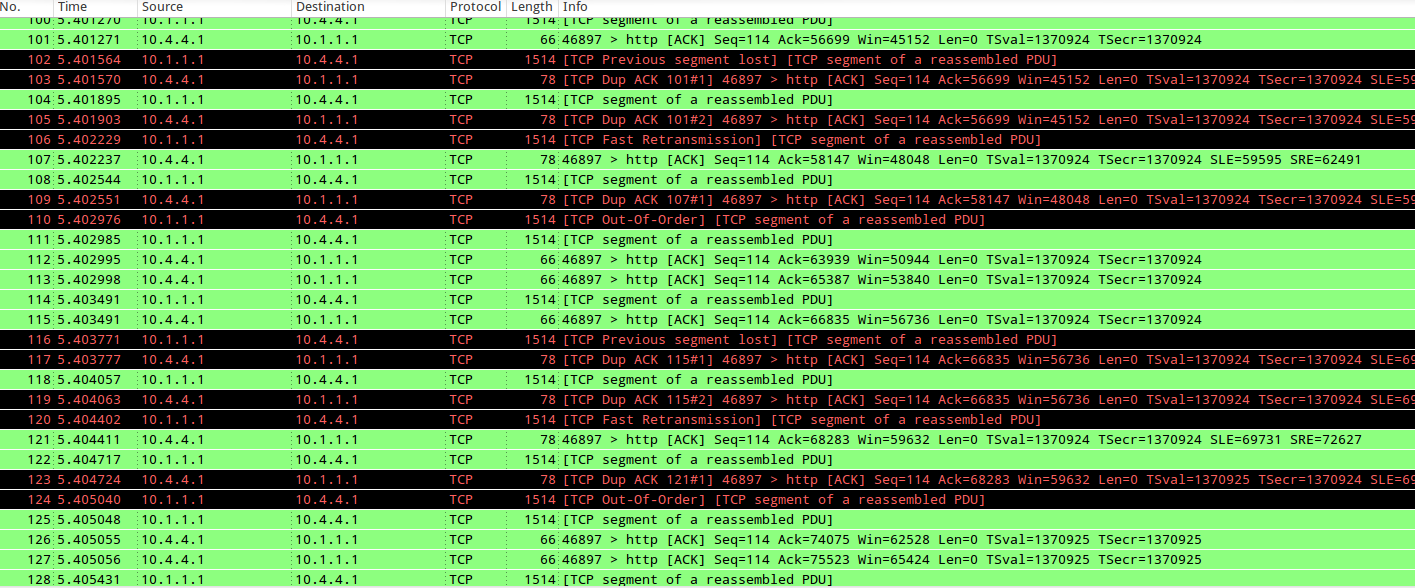 No. Time Source Destination Protocol Length Info
100 5.401270 10.1.1.1 10.4.4.1 TCP 1514 [TCP segment of a reassembled PDU]
101 5.401271 10.4.4.1 10.1.1.1 TCP 66 46897 > http [ACK] Seq=114 Ack=56699 Win=45152 Len=0 TSval=1370924 TSecr=1370924
102 5.401564 10.1.1.1 10.4.4.1 TCP 1514 [TCP Previous segment lost] [TCP segment of a reassembled PDU]
103 5.401570 10.4.4.1 10.1.1.1 TCP 78 [TCP Dup ACK 101#1] 46897 > http [ACK] Seq=114 Ack=56699 Win=45152 Len=0 TSval=1370924 TSecr=1370924 SLE=59
104 5.401895 10.1.1.1 10.4.4.1 TCP 1514 [TCP segment of a reassembled PDU]
105 5.401903 10.4.4.1 10.1.1.1 TCP 78 [TCP Dup ACK 101#2] 46897 > http [ACK] Seq=114 Ack=56699 Win=45152 Len=0 TSval=1370924 TSecr=1370924 SLE=59
106 5.402229 10.1.1.1 10.4.4.1 TCP 1514 [TCP Fast Retransmission] [TCP segment of a reassembled PDU]
107 5.402237 10.4.4.1 10.1.1.1 TCP 78 46897 > http [ACK] Seq=114 Ack=58147 Win=48048 Len=0 TSval=1370924 TSecr=1370924 SLE=59595 SRE=62491
108 5.402544 10.1.1.1 10.4.4.1 TCP 1514 [TCP segment of a reassembled PDU]
109 5.402551 10.4.4.1 10.1.1.1 TCP 78 [TCP Dup ACK 107#1] 46897 > http [ACK] Seq=114 Ack=58147 Win=48048 Len=0 TSval=1370924 TSecr=1370924 SLE=59
110 5.402976 10.1.1.1 10.4.4.1 TCP 1514 [TCP Out-Of-Order] [TCP segment of a reassembled PDU]
111 5.402985 10.1.1.1 10.4.4.1 TCP 1514 [TCP segment of a reassembled PDU]
112 5.402995 10.4.4.1 10.1.1.1 TCP 66 46897 > http [ACK] Seq=114 Ack=63939 Win=50944 Len=0 TSval=1370924 TSecr=1370924
113 5.402998 10.4.4.1 10.1.1.1 TCP 66 46897 > http [ACK] Seq=114 Ack=65387 Win=53840 Len=0 TSval=1370924 TSecr=1370924
114 5.403491 10.1.1.1 10.4.4.1 TCP 1514 [TCP segment of a reassembled PDU]
115 5.403491 10.4.4.1 10.1.1.1 TCP 66 46897 > http [ACK] Seq=114 Ack=66835 Win=56736 Len=0 TSval=1370924 TSecr=1370924
116 5.403771 10.1.1.1 10.4.4.1 TCP 1514 [TCP Previous segment lost] [TCP segment of a reassembled PDU]
117 5.403777 10.4.4.1 10.1.1.1 TCP 78 [TCP Dup ACK 115#1] 46897 > http [ACK] Seq=114 Ack=66835 Win=56736 Len=0 TSval=1370924 TSecr=1370924 SLE=69
118 5.404057 10.1.1.1 10.4.4.1 TCP 1514 [TCP segment of a reassembled PDU]
119 5.404063 10.4.4.1 10.1.1.1 TCP 78 [TCP Dup ACK 115#2] 46897 > http [ACK] Seq=114 Ack=66835 Win=56736 Len=0 TSval=1370924 TSecr=1370924 SLE=69
120 5.404402 10.1.1.1 10.4.4.1 TCP 1514 [TCP Fast Retransmission] [TCP segment of a reassembled PDU]
121 5.404411 10.4.4.1 10.1.1.1 TCP 78 46897 > http [ACK] Seq=114 Ack=68283 Win=59632 Len=0 TSval=1370924 TSecr=1370924 SLE=69731 SRE=72627
122 5.404717 10.1.1.1 10.4.4.1 TCP 1514 [TCP segment of a reassembled PDU]
123 5.404724 10.4.4.1 10.1.1.1 TCP 78 [TCP Dup ACK 121#1] 46897 > http [ACK] Seq=114 Ack=68283 Win=59632 Len=0 TSval=1370925 TSecr=1370924 SLE=69
124 5.405040 10.1.1.1 10.4.4.1 TCP 1514 [TCP Out-Of-Order] [TCP segment of a reassembled PDU]
125 5.405048 10.1.1.1 10.4.4.1 TCP 1514 [TCP segment of a reassembled PDU]
126 5.405055 10.4.4.1 10.1.1.1 TCP 66 46897 > http [ACK] Seq=114 Ack=74075 Win=62528 Len=0 TSval=1370925 TSecr=1370925
127 5.405056 10.4.4.1 10.1.1.1 TCP 66 46897 > http [ACK] Seq=114 Ack=75523 Win=65424 Len=0 TSval=1370925 TSecr=1370925
128 5.405431 10.1.1.1 10.4.4.1 TCP 1514 [TCP segment of a reassembled PDU]